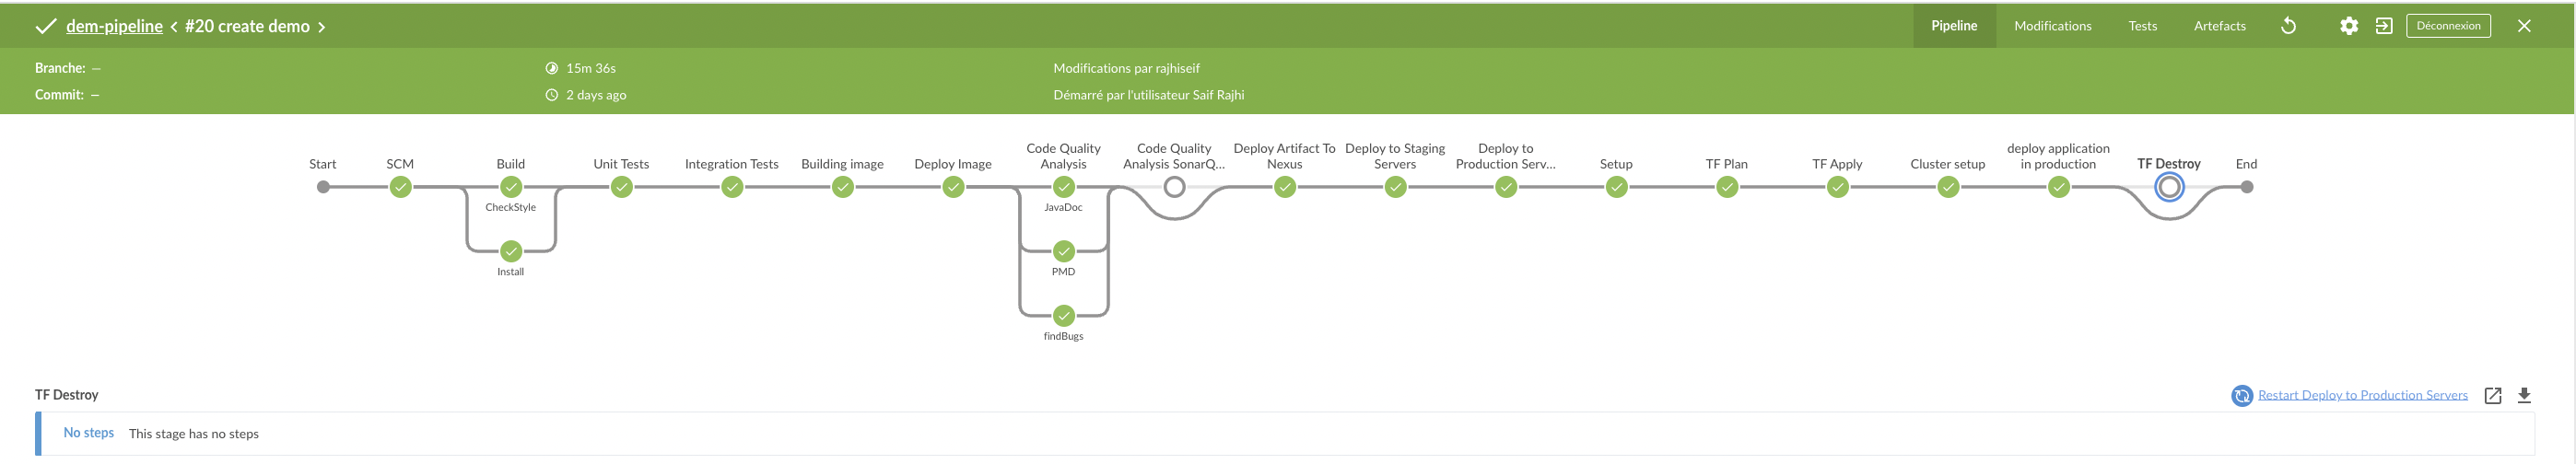 dem-pipeline < #20 create demo >
Pipeline Modifications Tests Artefacts Déconnexion
Branche: — 15m 36s Modifications par rajhiseif
Commit: — 2 days ago Démarré par l'utilisateur Saif Rajhi
Start
SCM
Build
CheckStyle
Install
Unit Tests
Integration Tests
Building image
Deploy Image
Code Quality
Analysis
JavaDoc
PMD
findBugs
Code Quality
Analysis SonarQ...
Deploy Artifact To
Nexus
Deploy to Staging
Servers
Deploy to
Production Serv...
Setup
TF Plan
TF Apply
Cluster setup
deploy application
in production
TF Destroy
End
TF Destroy Restart Deploy to Production Servers
No steps This stage has no steps